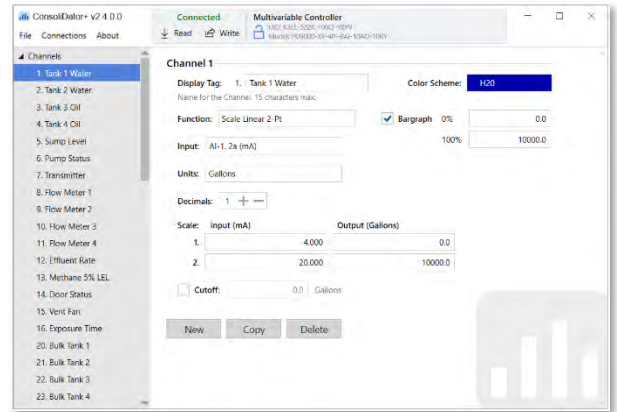 ConsoliDator+ v2.4.0.0
File Connections About
Connected
Read Write
Multivariable Controller
Channels
1. Tank 1 Water
2. Tank 2 Water
3. Tank 3 Oil
4. Tank 4 Oil
5. Sump Level
6. Pump Status
7. Transmitter
8. Flow Meter 1
9. Flow Meter 2
10. Flow Meter 3
11. Flow Meter 4
12. Effluent Rate
13. Methane 5% LEL
14. Door Status
15. Vent Fan
16. Exposure Time
20. Bulk Tank 1
21. Bulk Tank 2
22. Bulk Tank 3
23. Bulk Tank 4
Channel 1
Display Tag: 1. Tank 1 Water Color Scheme: H20
Name for the Channel. 15 characters max.
Function: Scale Linear 2-Pt Bargraph 0% 0.0
100% 10000.0
Input: AI-1, 2a (mA)
Units: Gallons
Decimals: 1 + −
Scale: Input (mA) Output (Gallons)
1. 4.000 0.0
2. 20.000 10000.0
Cutoff: 0.0 Gallons
New Copy Delete